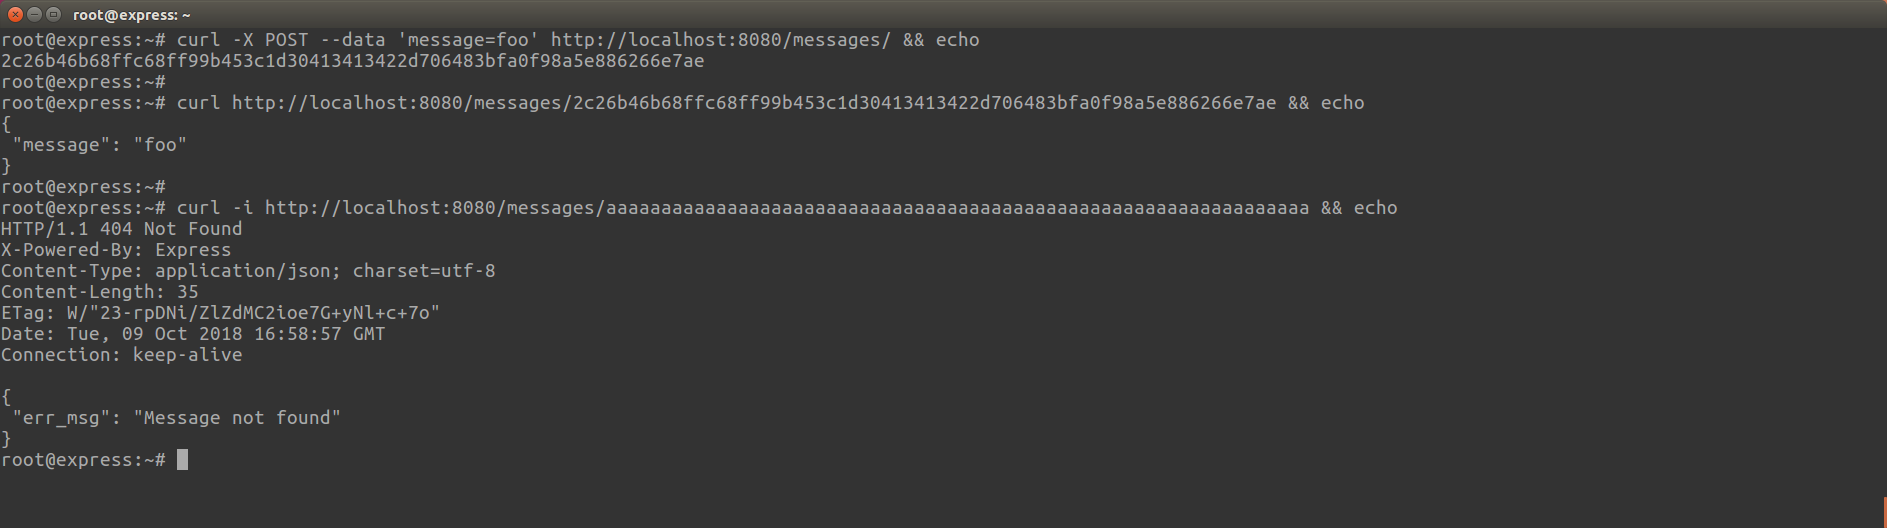 root@express: ~
root@express:~# curl -X POST --data 'message=foo' http://localhost:8080/messages/ && echo
2c26b46b68ffc68ff99b453c1d30413413422d706483bfa0f98a5e886266e7ae
root@express:~#
root@express:~# curl http://localhost:8080/messages/2c26b46b68ffc68ff99b453c1d30413413422d706483bfa0f98a5e886266e7ae && echo
{
 "message": "foo"
}
root@express:~#
root@express:~# curl -i http://localhost:8080/messages/aaaaaaaaaaaaaaaaaaaaaaaaaaaaaaaaaaaaaaaaaaaaaaaaaaaaaaaaaaaaaaaa && echo
HTTP/1.1 404 Not Found
X-Powered-By: Express
Content-Type: application/json; charset=utf-8
Content-Length: 35
ETag: W/"23-rpDNi/ZlZdMC2ioe7G+yNl+c+7o"
Date: Tue, 09 Oct 2018 16:58:57 GMT
Connection: keep-alive

{
 "err_msg": "Message not found"
}
root@express:~#